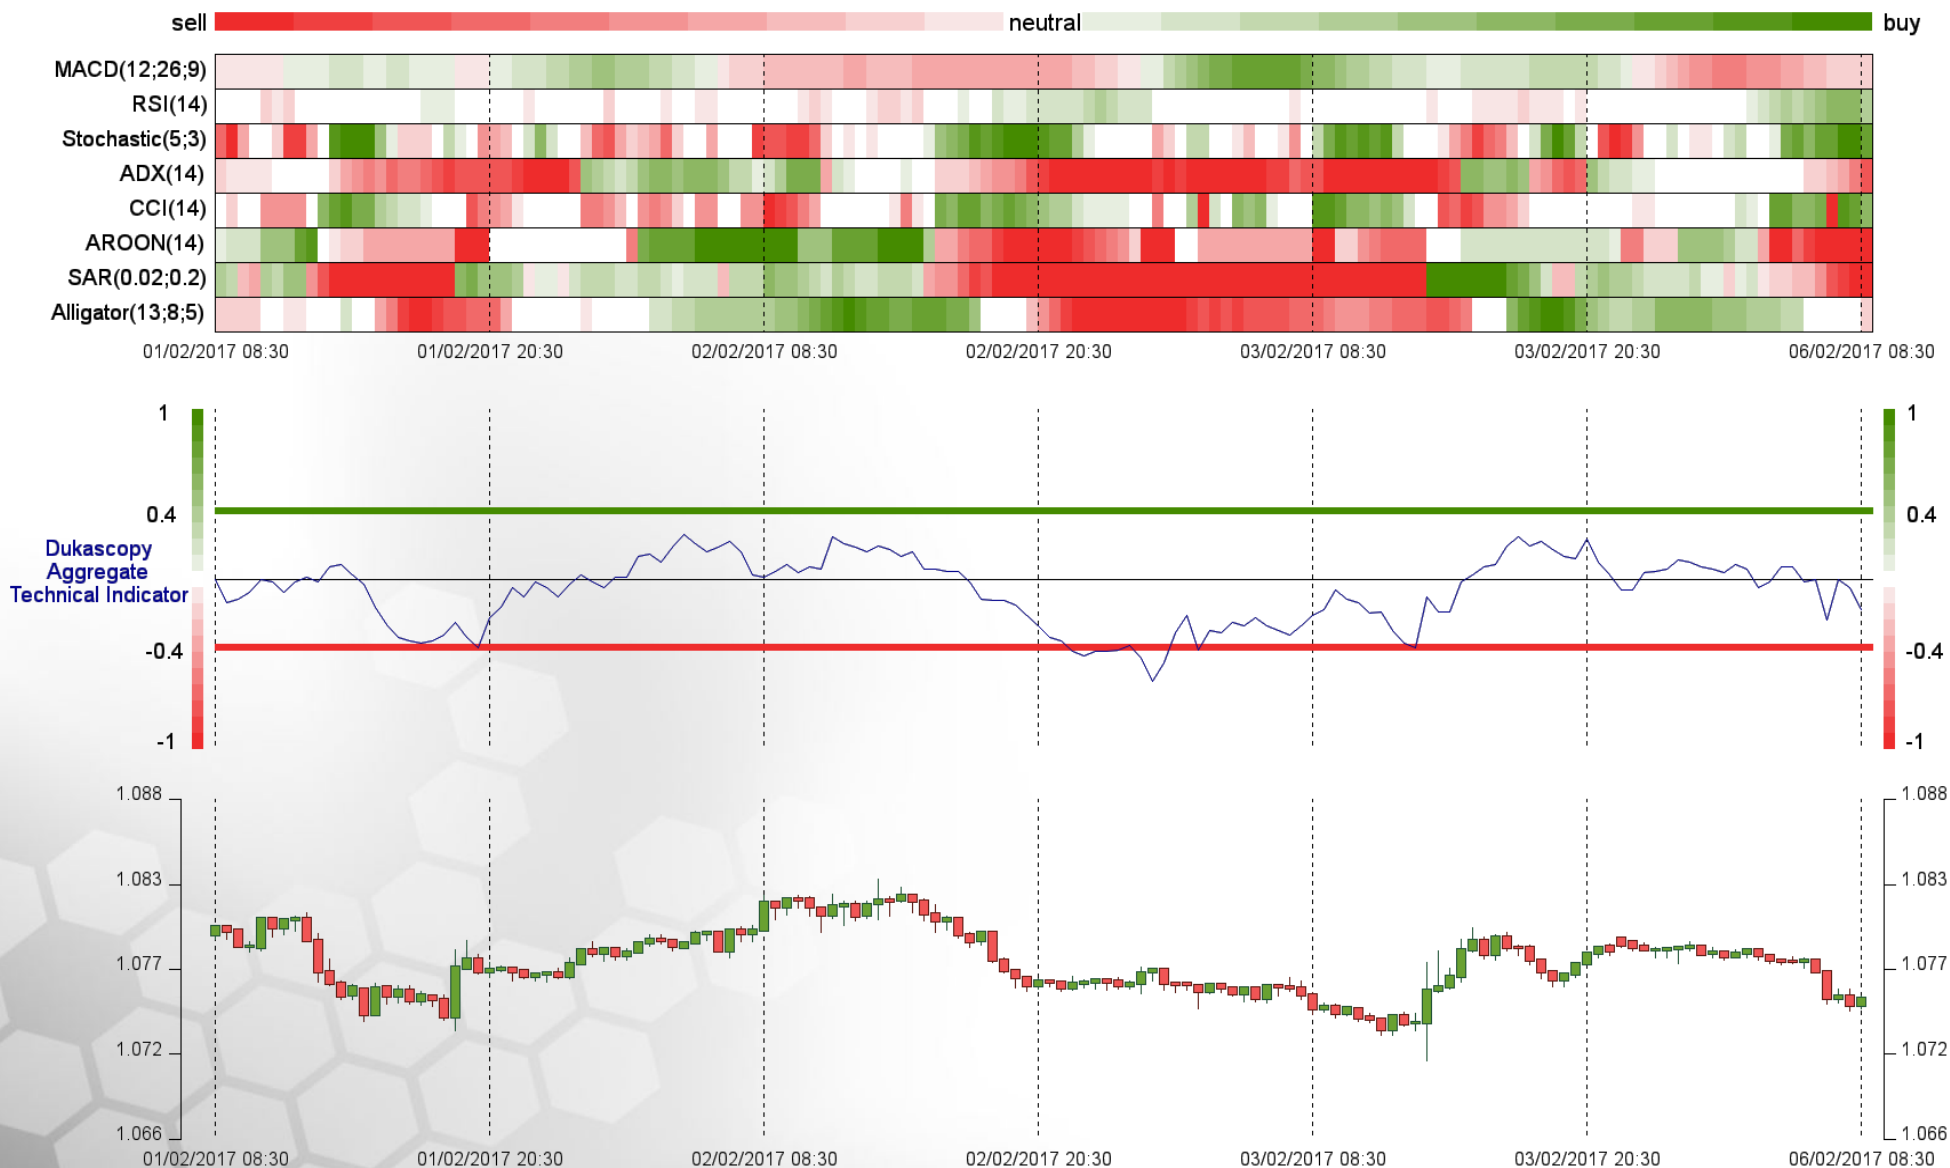 sell neutral buy
MACD(12;26;9)
RSI(14)
Stochastic(5;3)
ADX(14)
CCI(14)
AROON(14)
SAR(0.02;0.2)
Alligator(13;8;5)
01/02/2017 08:30 01/02/2017 20:30 02/02/2017 08:30 02/02/2017 20:30 03/02/2017 08:30 03/02/2017 20:30 06/02/2017 08:30
1 1
0.4 0.4
Dukascopy
Aggregate
Technical Indicator
-0.4 -0.4
-1 -1
1.088 1.088
1.083 1.083
1.077 1.077
1.072 1.072
1.066 1.066
01/02/2017 08:30 01/02/2017 20:30 02/02/2017 08:30 02/02/2017 20:30 03/02/2017 08:30 03/02/2017 20:30 06/02/2017 08:30